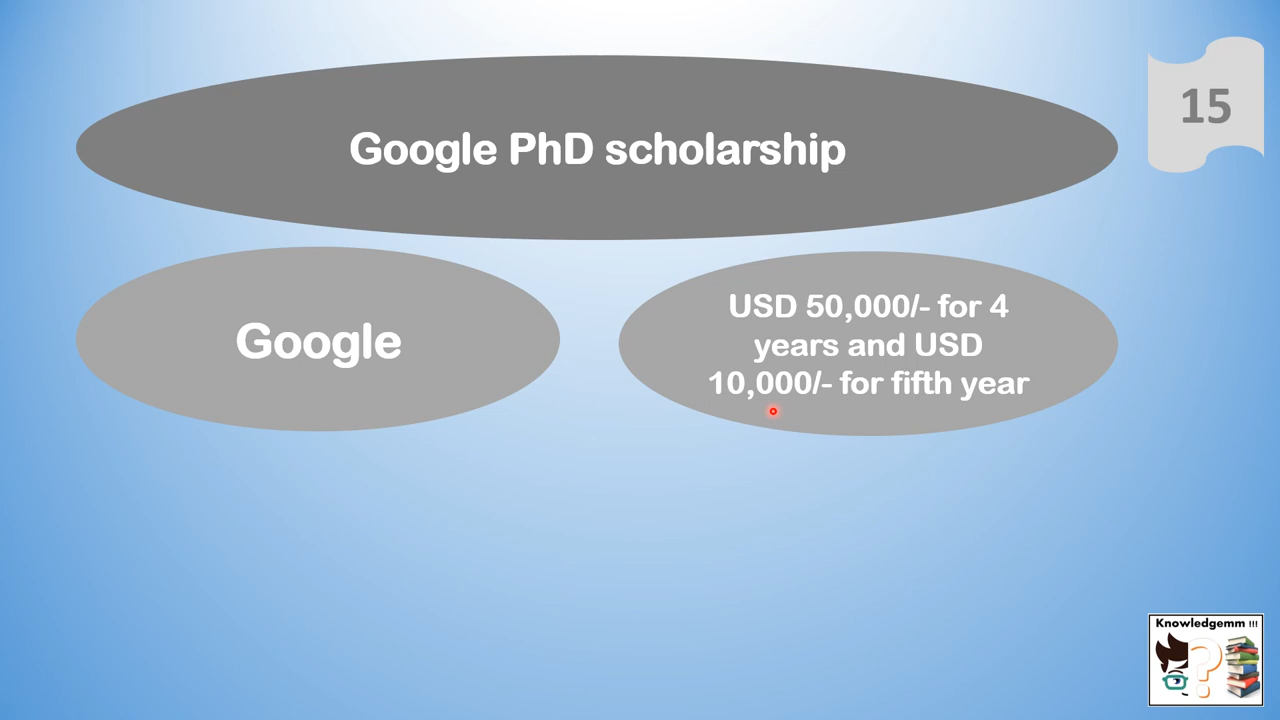 Google PhD scholarship
15
Google
USD 50,000/- for 4
years and USD
10,000/- for fifth year
Knowledgemm !!!
?